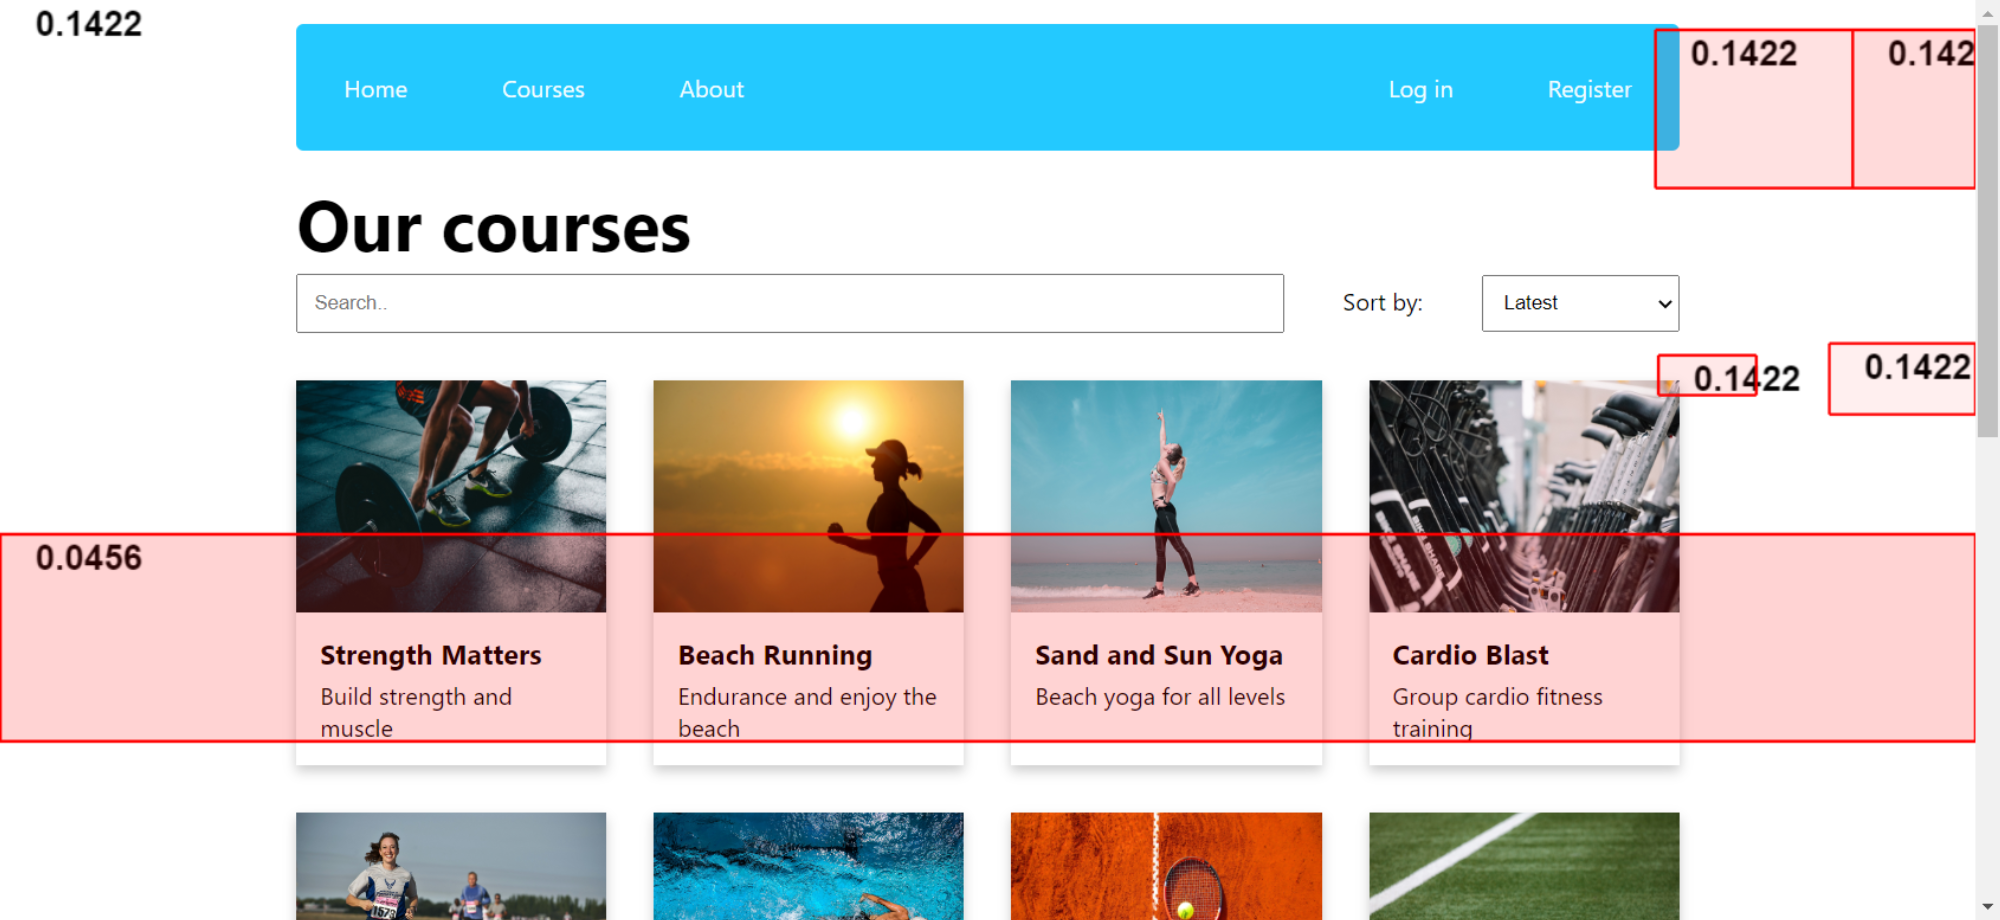 0.1422
Home Courses About Log in Register
0.1422
0.142
Our courses
Search..
Sort by:
Latest
0.1422
0.1422
0.0456
Strength Matters
Build strength and
muscle
Beach Running
Endurance and enjoy the
beach
Sand and Sun Yoga
Beach yoga for all levels
Cardio Blast
Group cardio fitness
training
1573